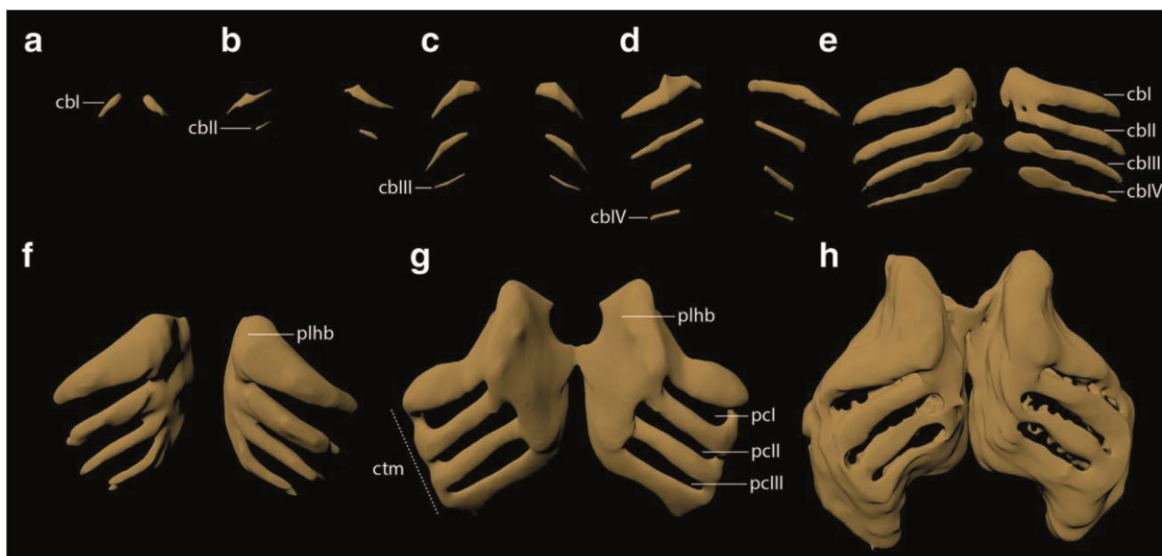 a
b
c
d
e
cbI
cbII
cbIII
cbIV
cbI
cbII
cbIII
cbIV
f
g
h
plhb
plhb
pcI
pcII
pcIII
ctm